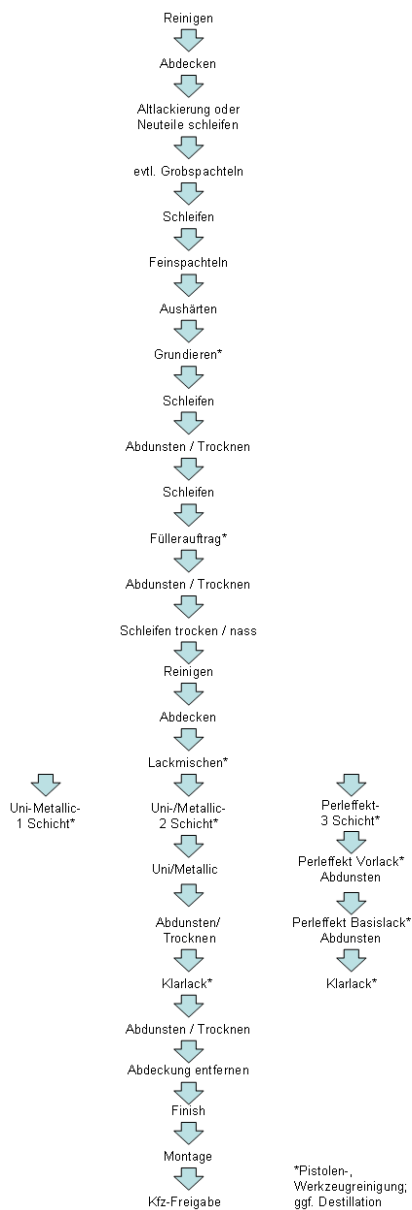 Reinigen
Abdecken
Altlackierung oder
Neuteile schleifen
evtl. Grobspachteln
Schleifen
Feinspachteln
Aushärten
Grundieren*
Schleifen
Abdunsten / Trocknen
Schleifen
Füllerauftrag*
Abdunsten / Trocknen
Schleifen trocken / nass
Reinigen
Abdecken
Lackmischen*
Uni-Metallic-
1 Schicht*
Uni-/Metallic-
2 Schicht*
Uni/Metallic
Abdunsten/
Trocknen
Klarlack*
Perleffekt-
3 Schicht*
Perleffekt Vorlack*
Abdunsten
Perleffekt Basislack*
Abdunsten
Klarlack*
Abdunsten / Trocknen
Abdeckung entfernen
Finish
Montage
Kfz-Freigabe
*Pistolen-,
Werkzeugreinigung;
ggf. Destillation